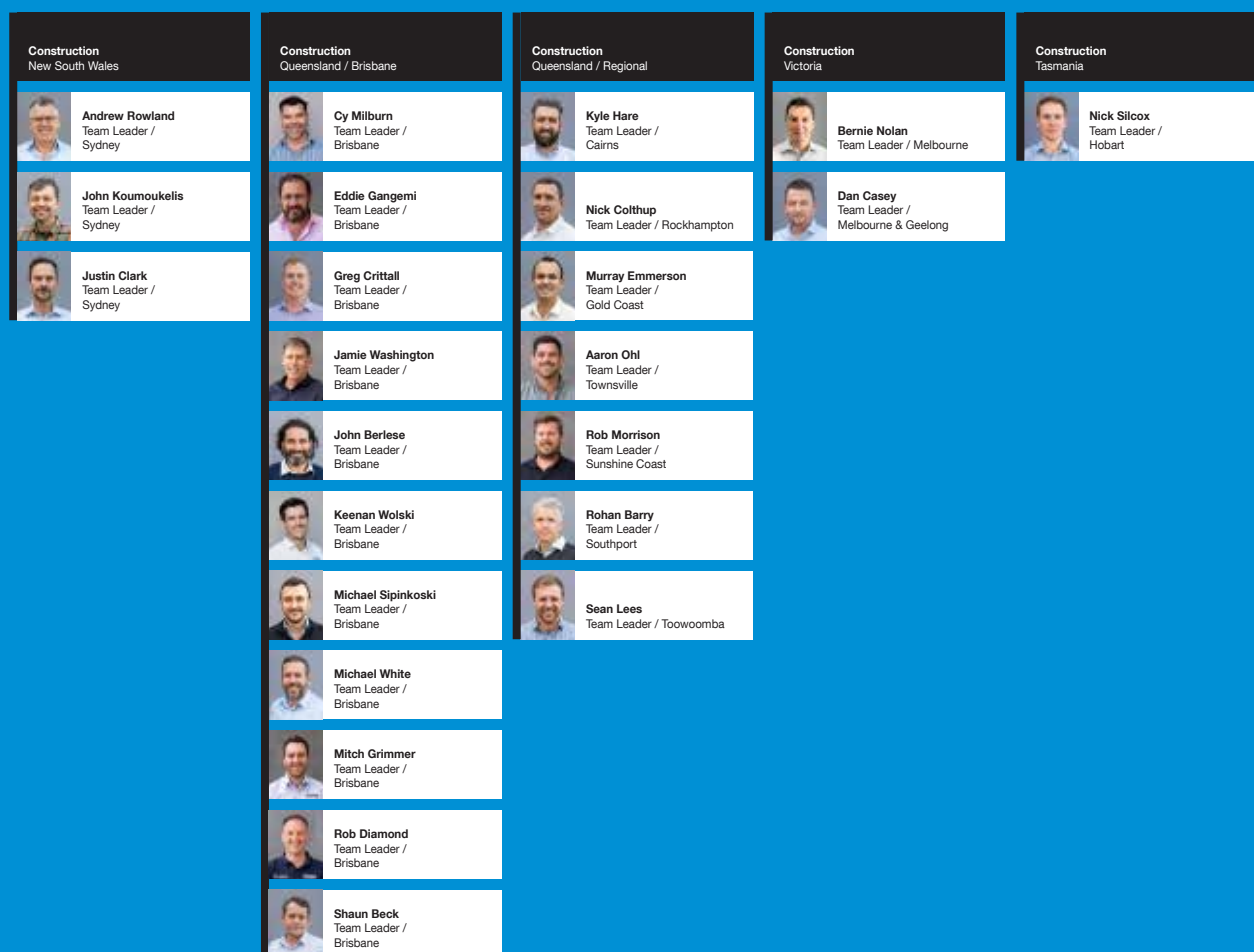 Construction
New South Wales
Andrew Rowland
Team Leader /
Sydney
John Koumoukelis
Team Leader /
Sydney
Justin Clark
Team Leader /
Sydney
Construction
Queensland / Brisbane
Cy Milburn
Team Leader /
Brisbane
Eddie Gangemi
Team Leader /
Brisbane
Greg Crittall
Team Leader /
Brisbane
Jamie Washington
Team Leader /
Brisbane
John Berlese
Team Leader /
Brisbane
Keenan Wolski
Team Leader /
Brisbane
Michael Sipinkoski
Team Leader /
Brisbane
Michael White
Team Leader /
Brisbane
Mitch Grimmer
Team Leader /
Brisbane
Rob Diamond
Team Leader /
Brisbane
Shaun Beck
Team Leader /
Brisbane
Construction
Queensland / Regional
Kyle Hare
Team Leader /
Cairns
Nick Colthup
Team Leader / Rockhampton
Murray Emmerson
Team Leader /
Gold Coast
Aaron Ohl
Team Leader /
Townsville
Rob Morrison
Team Leader /
Sunshine Coast
Rohan Barry
Team Leader /
Southport
Sean Lees
Team Leader / Toowoomba
Construction
Victoria
Bernie Nolan
Team Leader / Melbourne
Dan Casey
Team Leader /
Melbourne & Geelong
Construction
Tasmania
Nick Silcox
Team Leader /
Hobart